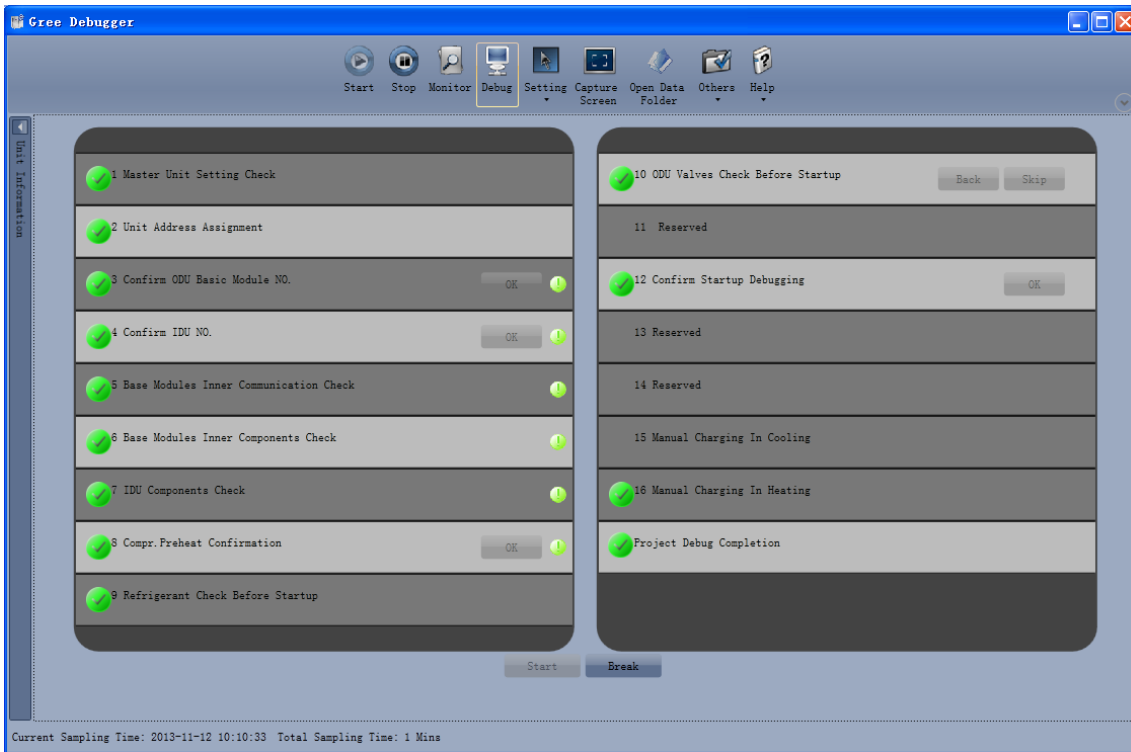 Gree Debugger
Start Stop Monitor Debug Setting Capture Screen Open Data Folder Others Help
Unit Information
1 Master Unit Setting Check
2 Unit Address Assignment
3 Confirm ODU Basic Module NO. OK
4 Confirm IDU NO. OK
5 Base Modules Inner Communication Check
6 Base Modules Inner Components Check
7 IDU Components Check
8 Compr.Preheat Confirmation OK
9 Refrigerant Check Before Startup
10 ODU Valves Check Before Startup Back Skip
11 Reserved
12 Confirm Startup Debugging OK
13 Reserved
14 Reserved
15 Manual Charging In Cooling
16 Manual Charging In Heating
Project Debug Completion
Start Break
Current Sampling Time: 2013-11-12 10:10:33 Total Sampling Time: 1 Mins